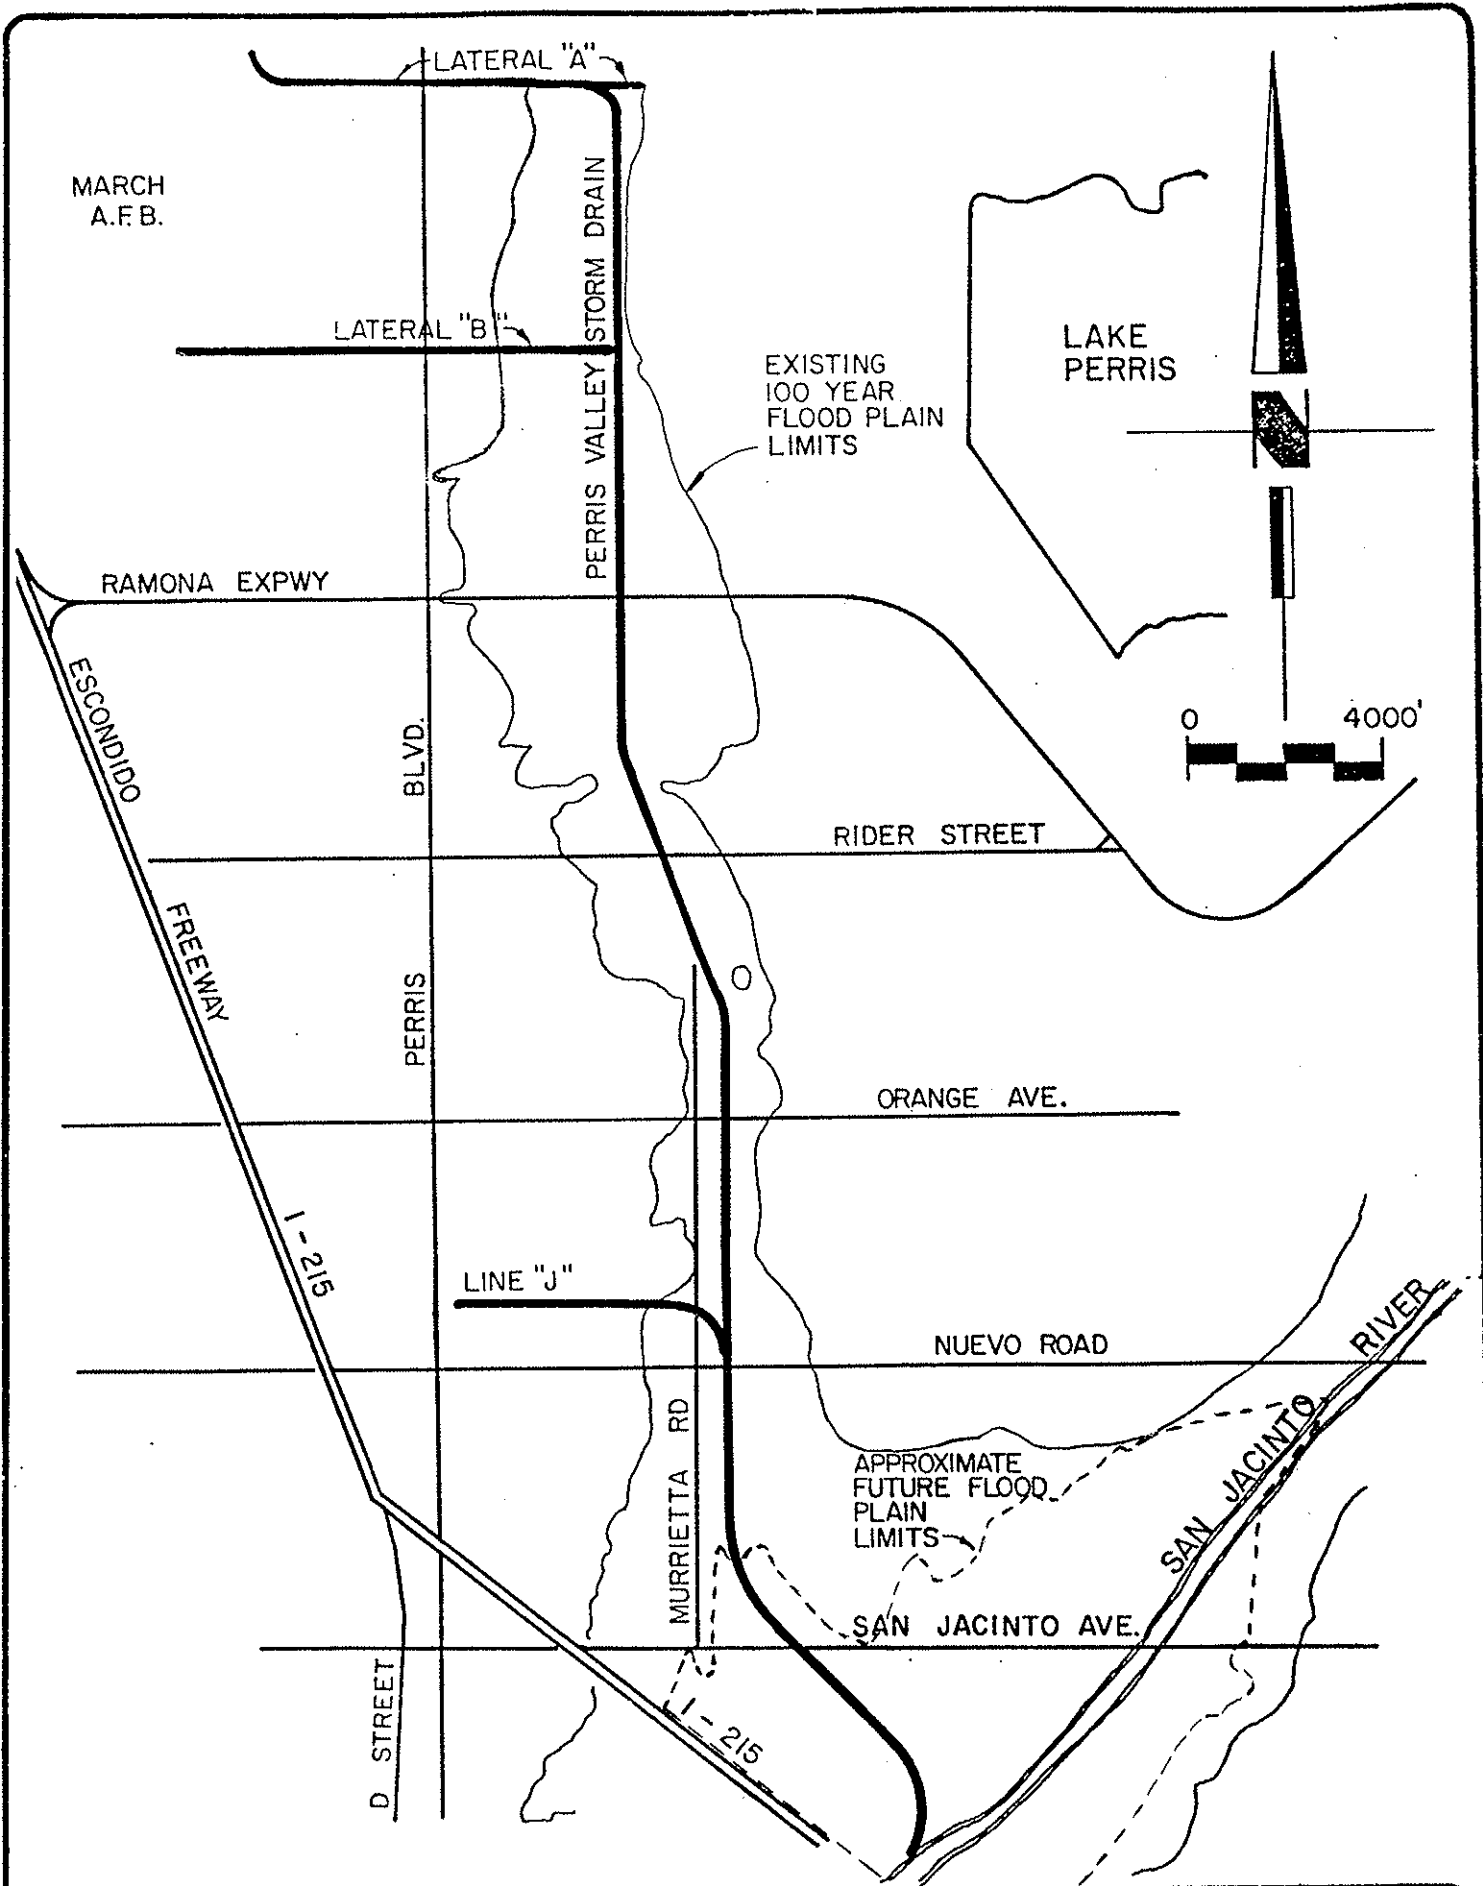 LATERAL "A"
MARCH
A.F.B.
PERRIS VALLEY STORM DRAIN
LATERAL "B"
LAKE
PERRIS
EXISTING
100 YEAR
FLOOD PLAIN
LIMITS
RAMONA EXPWY
ESCONDIDO
FREEWAY
0 4000'
PERRIS BLVD.
RIDER STREET
ORANGE AVE.
I-215
LINE "J"
NUEVO ROAD
SAN JACINTO RIVER
MURRIETTA RD
APPROXIMATE
FUTURE FLOOD
PLAIN
LIMITS
SAN JACINTO AVE.
D STREET
I-215